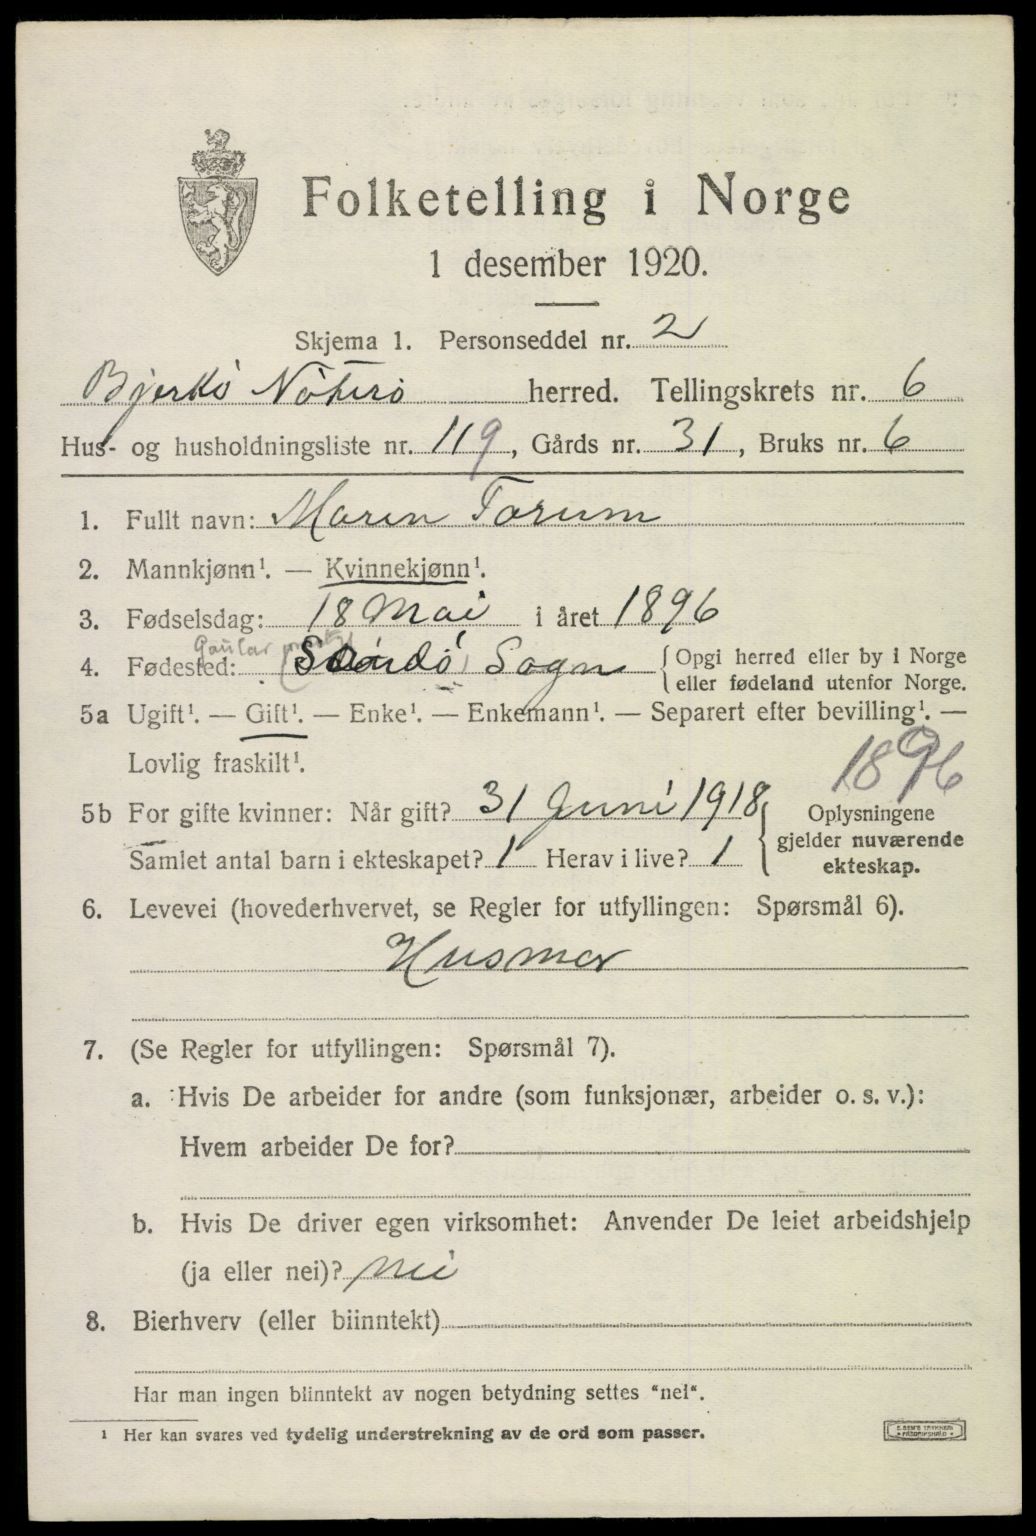 Folketelling i Norge
1 desember 1920.
Skjema 1. Personseddel nr. 2
Bjerkö Nöterö herred. Tellingskrets nr. 6
Hus- og husholdningsliste nr. 119, Gårds nr. 31, Bruks nr. 6
1. Fullt navn: Maren Torum
2. Mannkjønn¹. — Kvinnekjønn¹.
3. Fødselsdag: 18 Mai i året 1896
Gaular
4. Fødested: Sogn { Opgi herred eller by i Norge
eller fødeland utenfor Norge.
5a Ugift¹. — Gift¹. — Enke¹. — Enkemann¹. — Separert efter bevilling¹. —
Lovlig fraskilt¹.
1896
5b For gifte kvinner: Når gift? 31 Juni 1918
Samlet antal barn i ekteskapet? 1 Herav i live? 1
} Oplysningene
gjelder nuværende
ekteskap.
6. Levevei (hovederhvervet, se Regler for utfyllingen: Spørsmål 6).
Husmor
7. (Se Regler for utfyllingen: Spørsmål 7).
a. Hvis De arbeider for andre (som funksjonær, arbeider o. s. v.):
Hvem arbeider De for?
b. Hvis De driver egen virksomhet: Anvender De leiet arbeidshjelp
(ja eller nei)? nei
8. Bierhverv (eller biinntekt)
Har man ingen biinntekt av nogen betydning settes "nei".
¹ Her kan svares ved tydelig understrekning av de ord som passer.